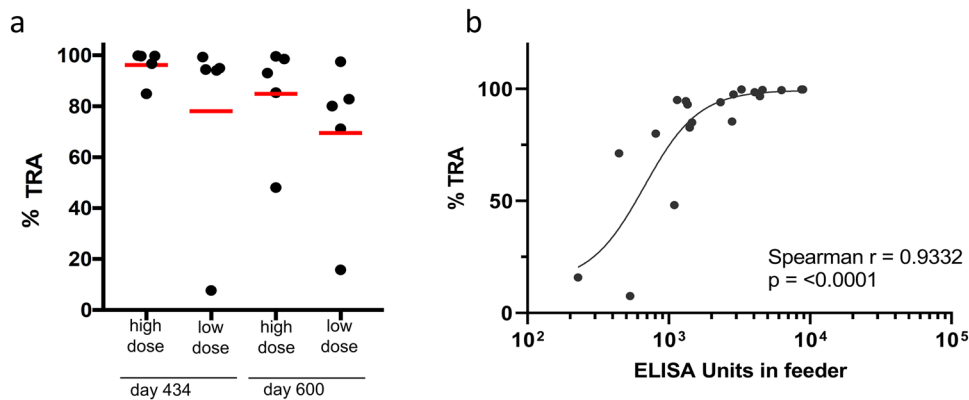 a
% TRA
100
80
60
40
20
0
high
dose
low
dose
high
dose
low
dose
day 434
day 600
b
% TRA
100
50
0
10²
10³
10⁴
10⁵
Spearman r = 0.9332
p = <0.0001
ELISA Units in feeder